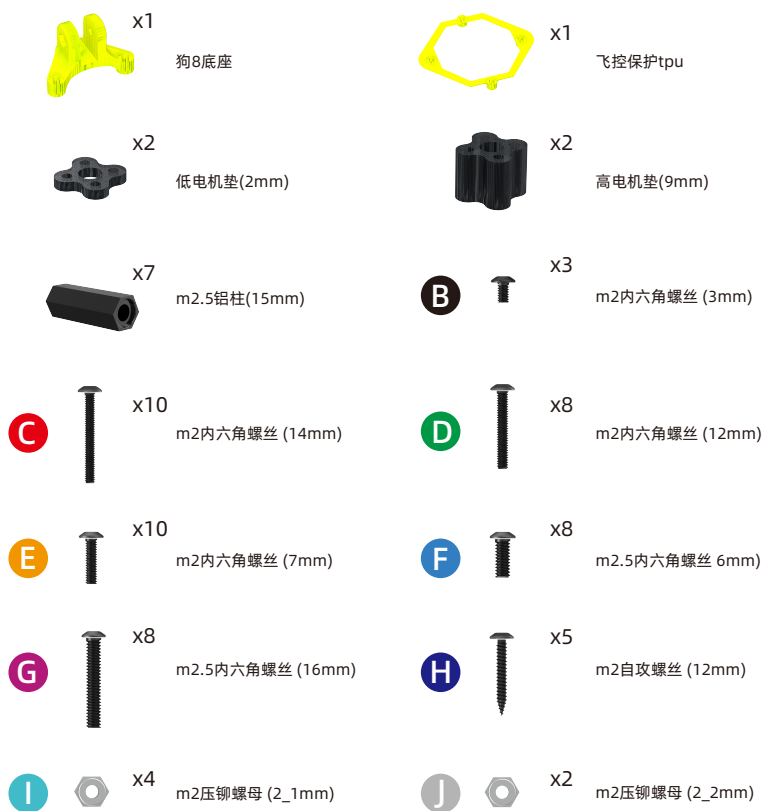 x1
狗8底座
x1
飞控保护tpu
x2
低电机垫(2mm)
x2
高电机垫(9mm)
x7
m2.5铝柱(15mm)
B
x3
m2内六角螺丝 (3mm)
C
x10
m2内六角螺丝 (14mm)
D
x8
m2内六角螺丝 (12mm)
E
x10
m2内六角螺丝 (7mm)
F
x8
m2.5内六角螺丝 6mm)
G
x8
m2.5内六角螺丝 (16mm)
H
x5
m2自攻螺丝 (12mm)
I
x4
m2压铆螺母 (2_1mm)
J
x2
m2压铆螺母 (2_2mm)